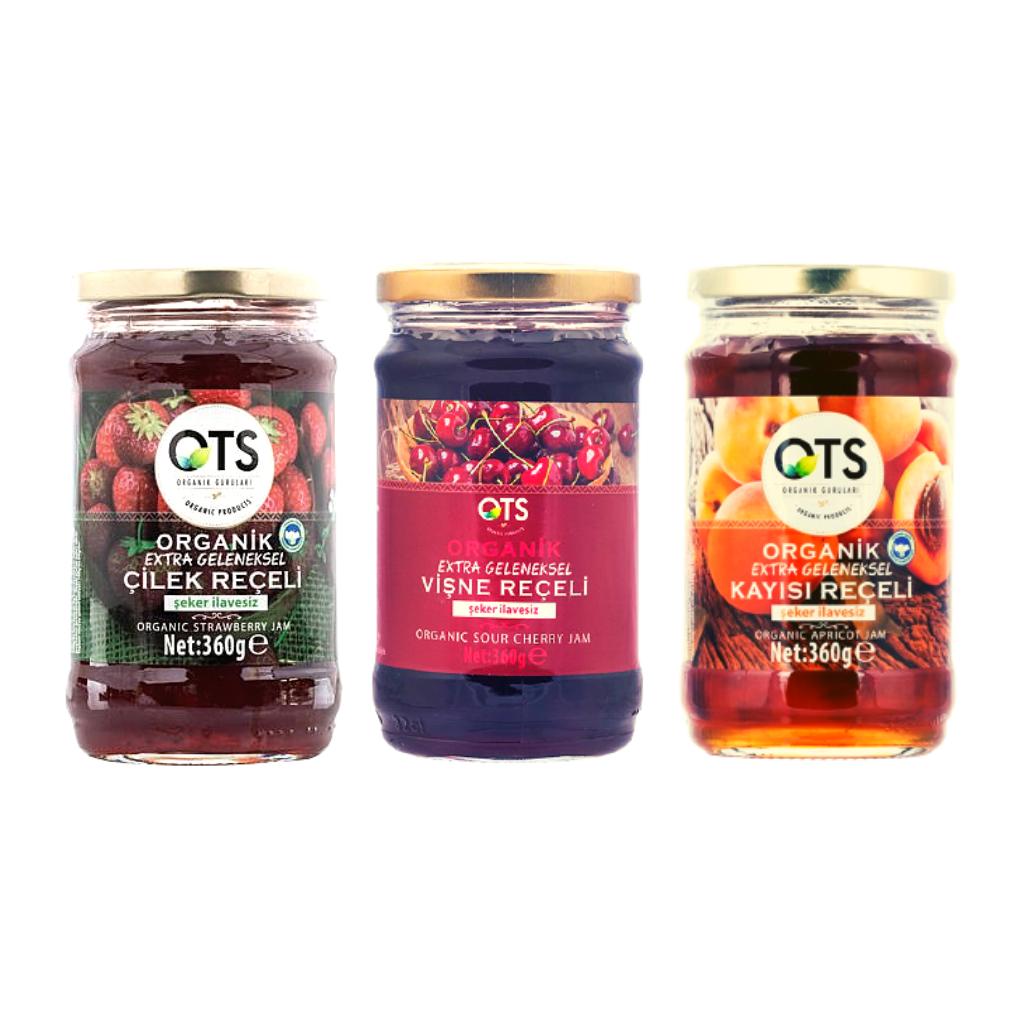 OTS
ORGANİK GURULARI
ORGANIC PRODUCTS
ORGANİK
EXTRA GELENEKSEL
ÇİLEK REÇELİ
şeker ilavesiz
ORGANIC STRAWBERRY JAM
Net:360g℮
OTS
ORGANİK
EXTRA GELENEKSEL
VİŞNE REÇELİ
şeker ilavesiz
ORGANIC SOUR CHERRY JAM
Net:360g℮
32cl
OTS
ORGANİK GURULARI
ORGANIC PRODUCTS
ORGANİK
EXTRA GELENEKSEL
KAYISI REÇELİ
şeker ilavesiz
ORGANIC APRICOT JAM
Net:360g℮